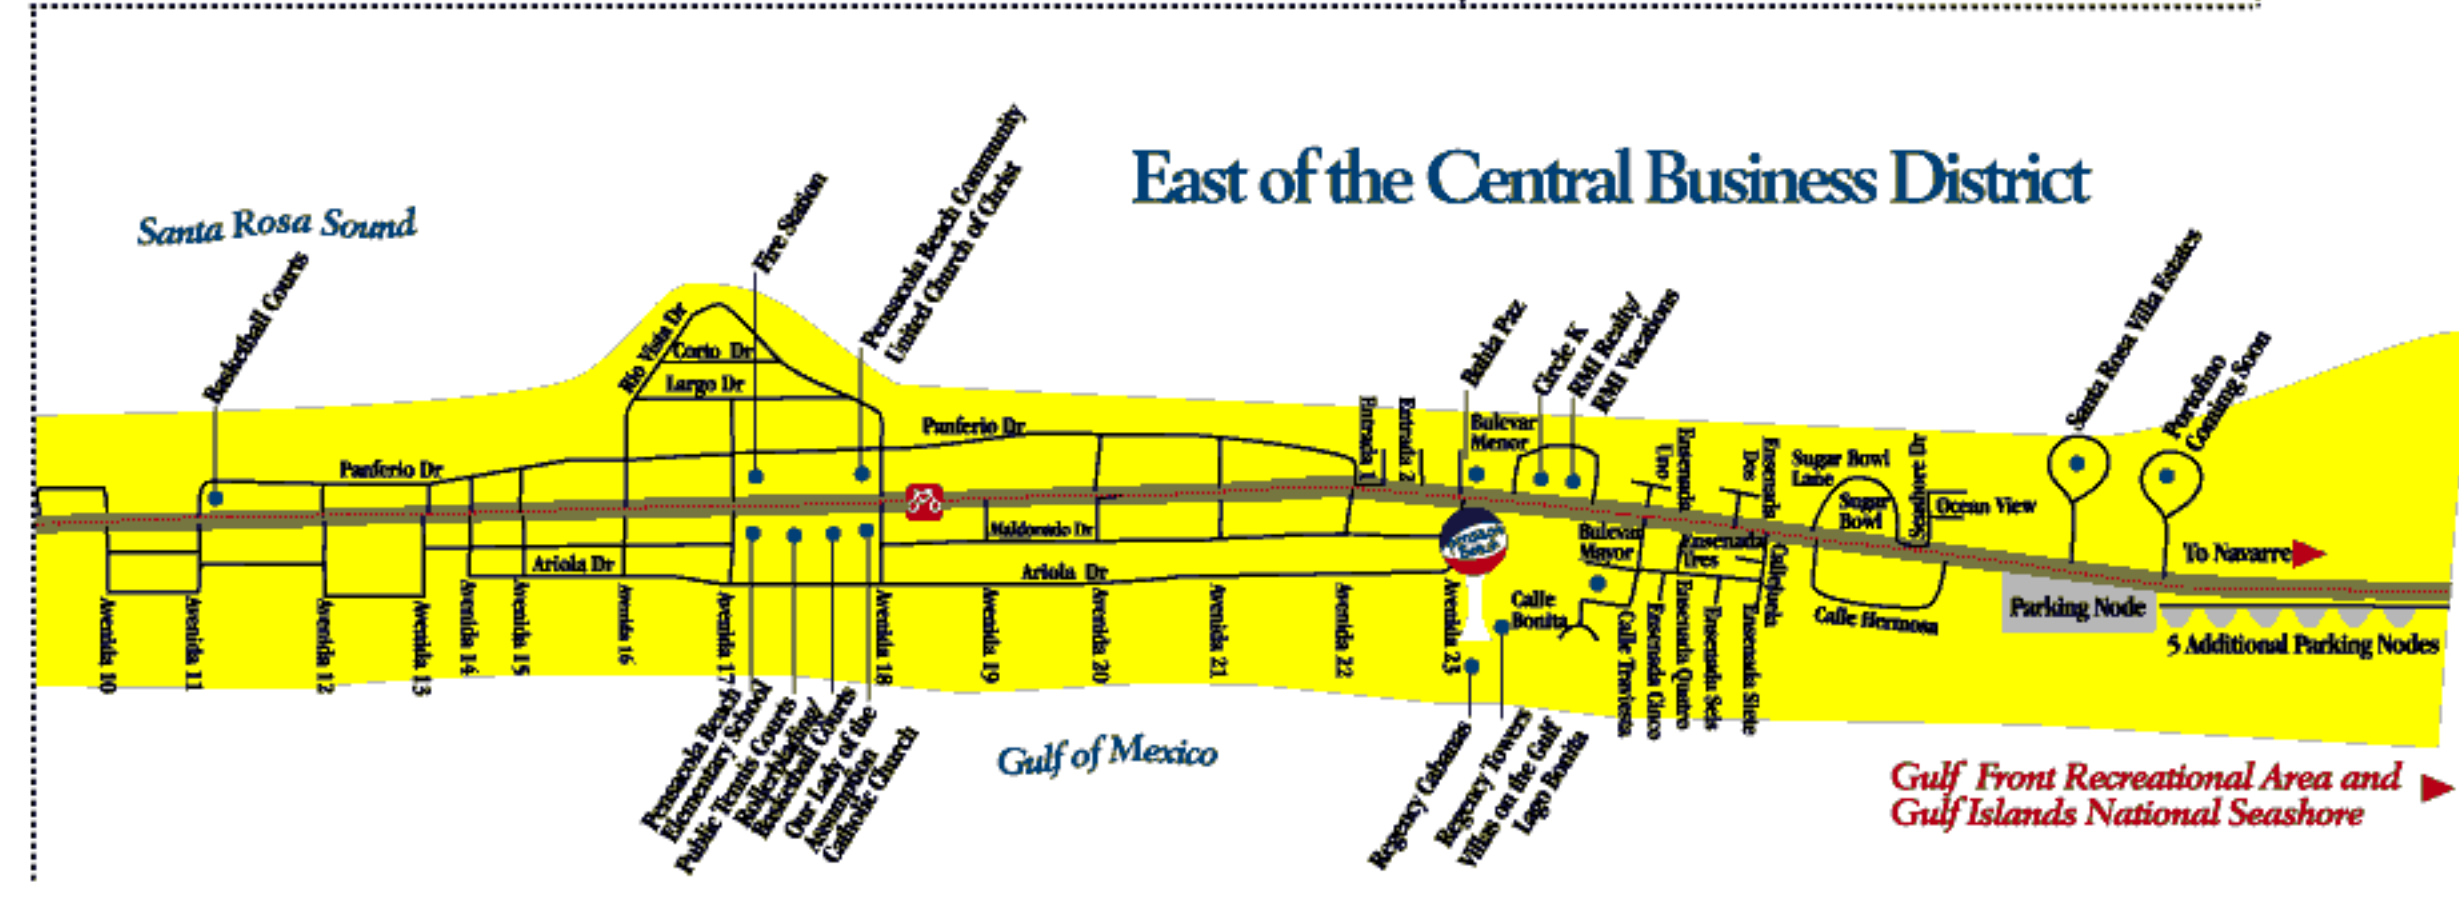 East of the Central Business District
Santa Rosa Sound
Basketball Courts
Fire Station
Pensacola Beach Community
United Church of Christ
Bahia Paz
Circle K
RMI Realty/
RMI Vacations
Santa Rosa Villa Estates
Portofino
Coming Soon
Rio Vista Dr
Corto Dr
Largo Dr
Panferio Dr
Panferio Dr
Entrada 1
Entrada 2
Bulevar
Menor
Ensenada
Uno
Ensenada
Dos
Sugar Bowl
Lane
Sugar
Bowl
Seashore Dr
Ocean View
Maldonado Dr
Pensacola
Beach
Bulevar
Mayor
Ensenada
Tres
Callejuela
To Navarre
Ariola Dr
Ariola Dr
Calle
Bonita
Calle Hermosa
Parking Node
5 Additional Parking Nodes
Avenida 10
Avenida 11
Avenida 12
Avenida 13
Avenida 14
Avenida 15
Avenida 16
Avenida 17
Avenida 18
Avenida 19
Avenida 20
Avenida 21
Avenida 22
Avenida 23
Calle Traviesa
Ensenada Cinco
Ensenada Quatro
Ensenada Seis
Ensenada Siete
Pensacola Beach
Elementary School
Public Tennis Courts
Rollerblading/
Basketball Courts
Our Lady of the
Assumption
Catholic Church
Gulf of Mexico
Regency Cabanas
Regency Towers
Villas on the Gulf
Lago Bonita
Gulf Front Recreational Area and
Gulf Islands National Seashore